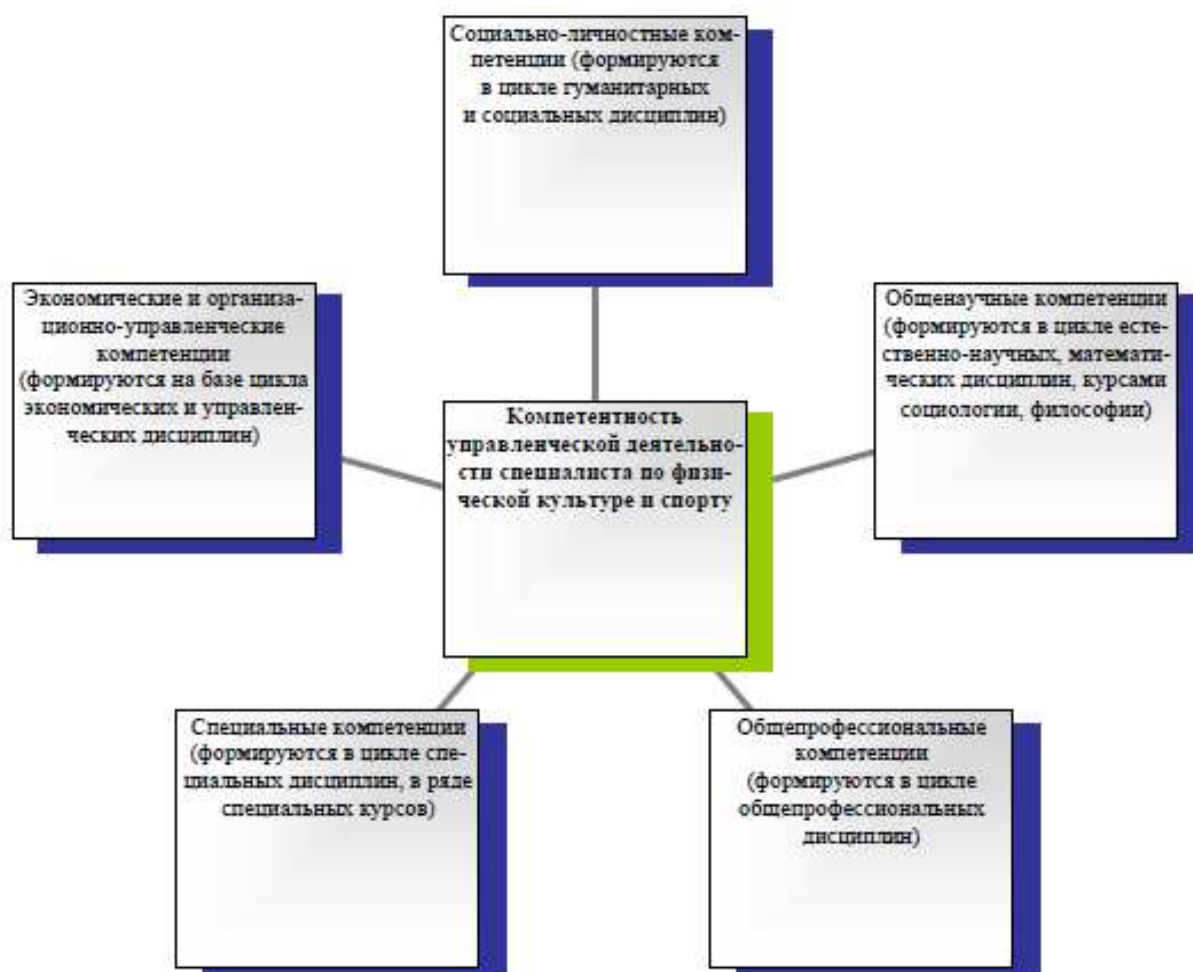 Социально-личностные ком-
петенции (формируются
в цикле гуманитарных
и социальных дисциплин)
Экономические и организа-
ционно-управленческие
компетенции
(формируются на базе цикла
экономических и управлен-
ческих дисциплин)
Общенаучные компетенции
(формируются в цикле есте-
ственно-научных, математи-
ческих дисциплин, курсами
социологии, философии)
Компетентность
управленческой деятельно-
сти специалиста по физи-
ческой культуре и спорту
Специальные компетенции
(формируются в цикле спе-
циальных дисциплин, в ряде
специальных курсов)
Общепрофессиональные
компетенции
(формируются в цикле
общепрофессиональных
дисциплин)